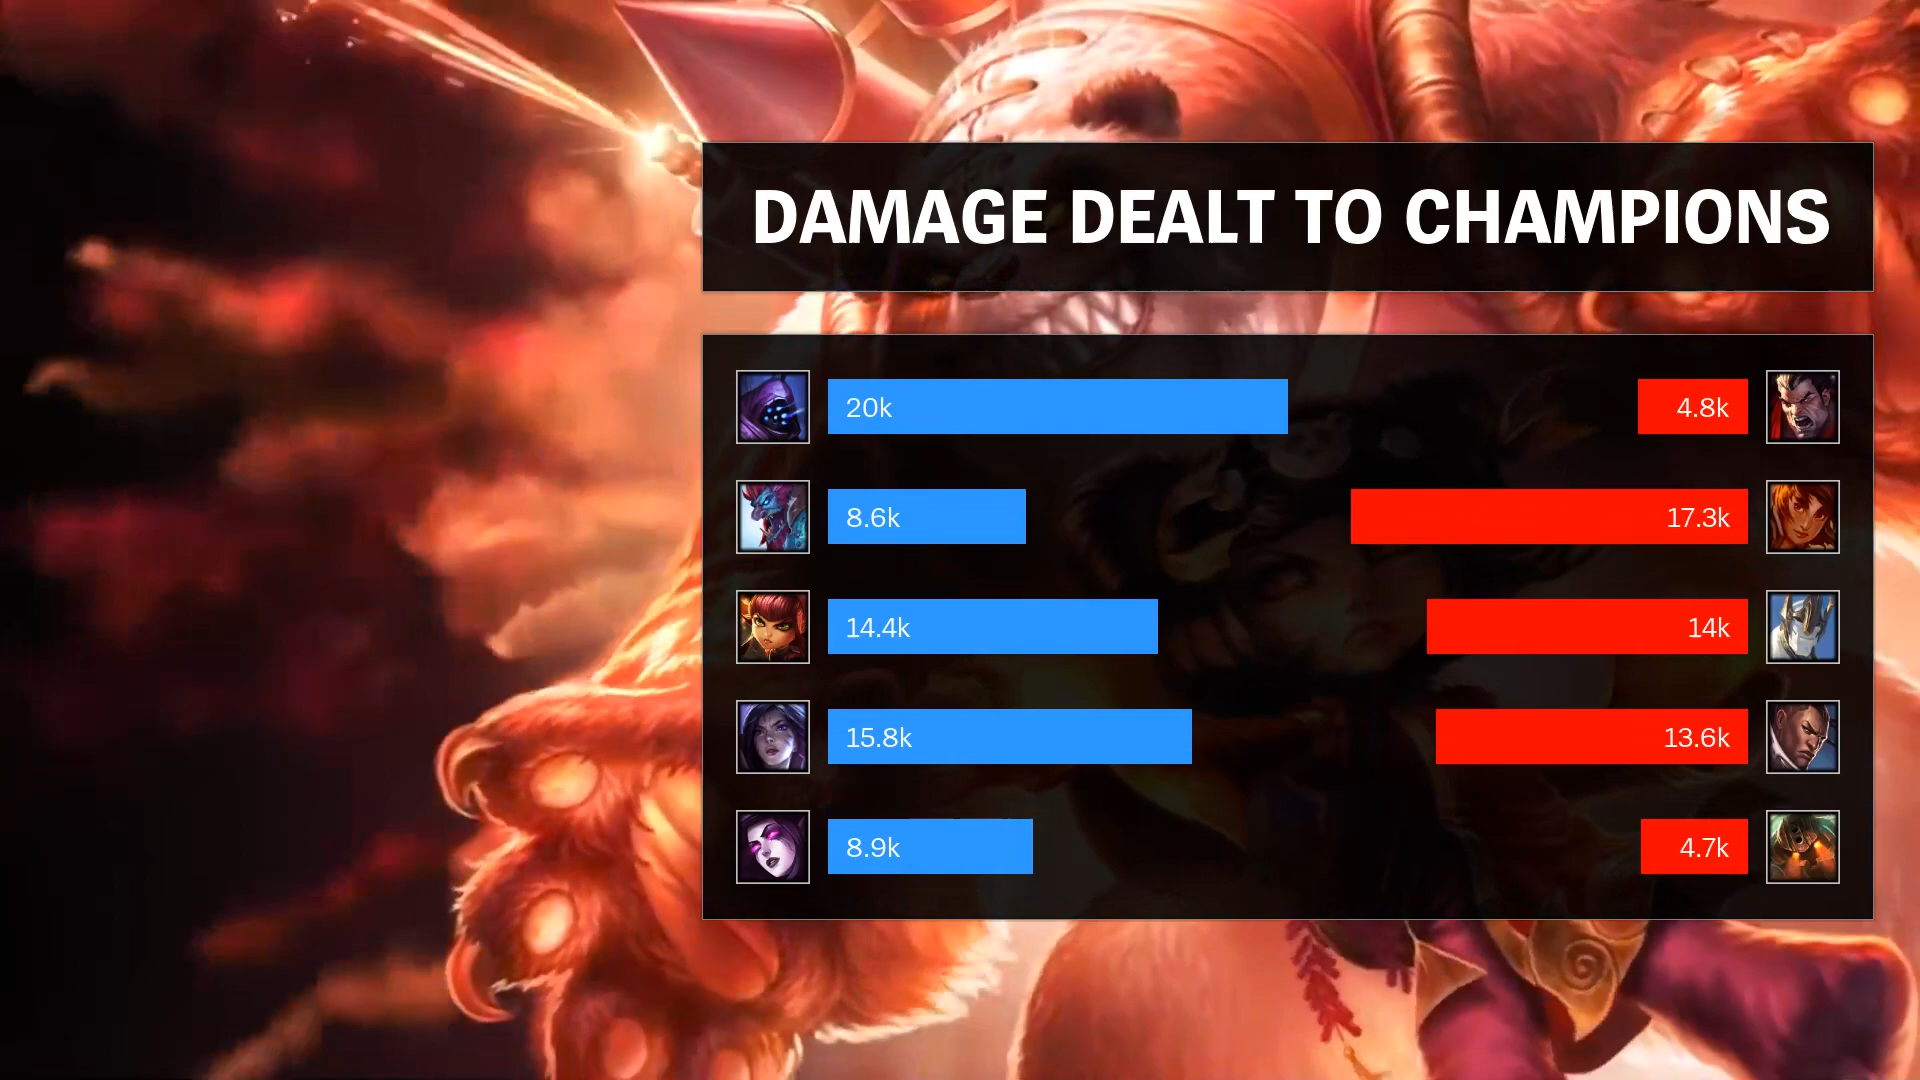 DAMAGE DEALT TO CHAMPIONS
20k 4.8k
8.6k 17.3k
14.4k 14k
15.8k 13.6k
8.9k 4.7k